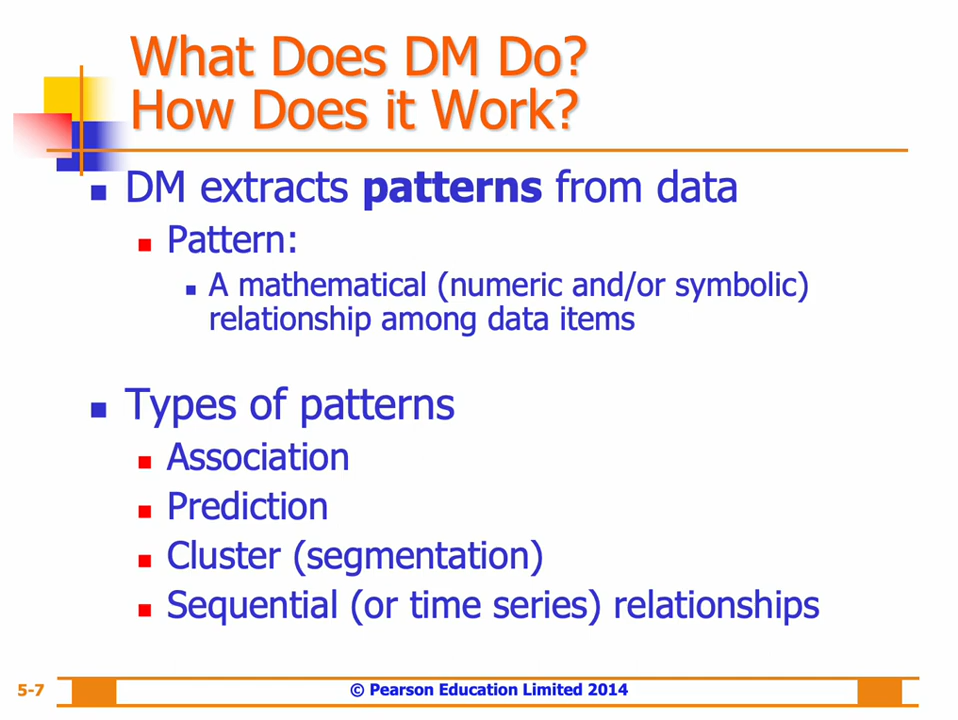 What Does DM Do?
How Does it Work?
DM extracts patterns from data
Pattern:
A mathematical (numeric and/or symbolic)
relationship among data items
Types of patterns
Association
Prediction
Cluster (segmentation)
Sequential (or time series) relationships
5-7
© Pearson Education Limited 2014